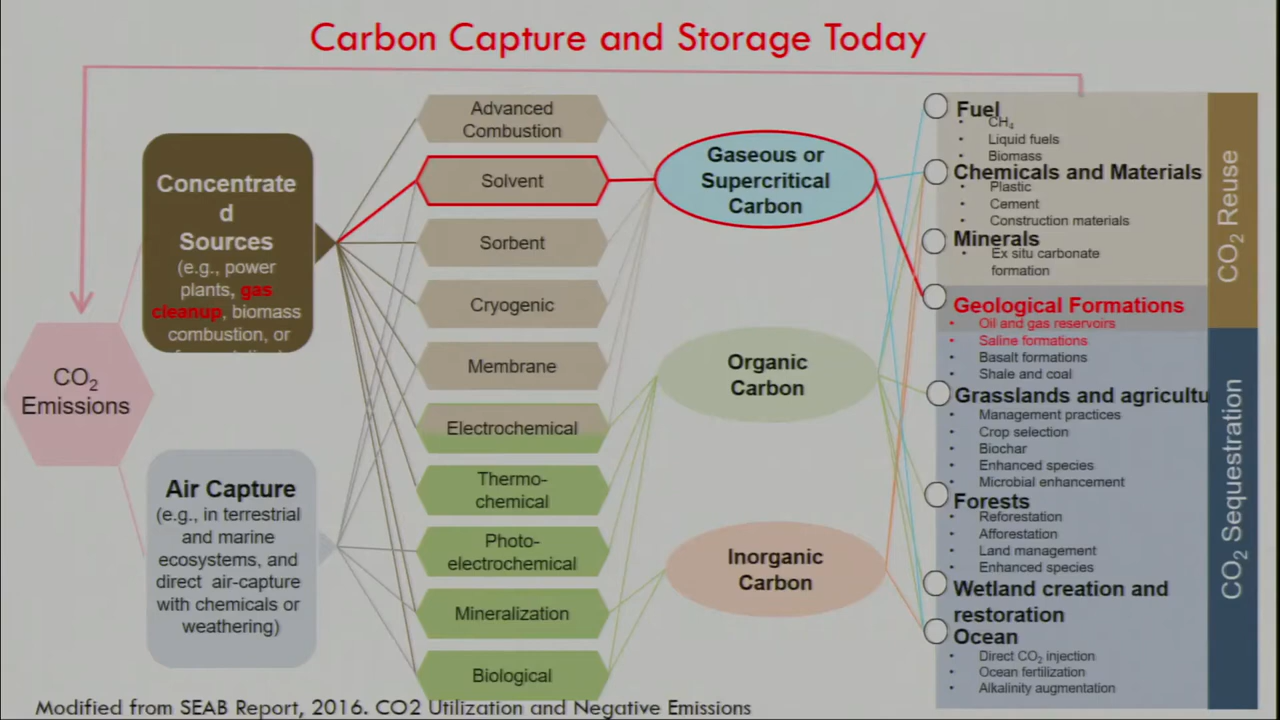 Carbon Capture and Storage Today
CO2
Emissions
Concentrate
d
Sources
(e.g., power
plants, gas
cleanup, biomass
combustion, or
Air Capture
(e.g., in terrestrial
and marine
ecosystems, and
direct air-capture
with chemicals or
weathering)
Advanced
Combustion
Solvent
Sorbent
Cryogenic
Membrane
Electrochemical
Thermo-
chemical
Photo-
electrochemical
Mineralization
Biological
Gaseous or
Supercritical
Carbon
Organic
Carbon
Inorganic
Carbon
Fuel
• CH4
• Liquid fuels
• Biomass
Chemicals and Materials
• Plastic
• Cement
• Construction materials
Minerals
• Ex situ carbonate
formation
Geological Formations
• Oil and gas reservoirs
• Saline formations
• Basalt formations
• Shale and coal
Grasslands and agricultu
• Management practices
• Crop selection
• Biochar
• Enhanced species
• Microbial enhancement
Forests
• Reforestation
• Afforestation
• Land management
• Enhanced species
Wetland creation and
restoration
Ocean
• Direct CO2 injection
• Ocean fertilization
• Alkalinity augmentation
CO2 Reuse
CO2 Sequestration
Modified from SEAB Report, 2016. CO2 Utilization and Negative Emissions